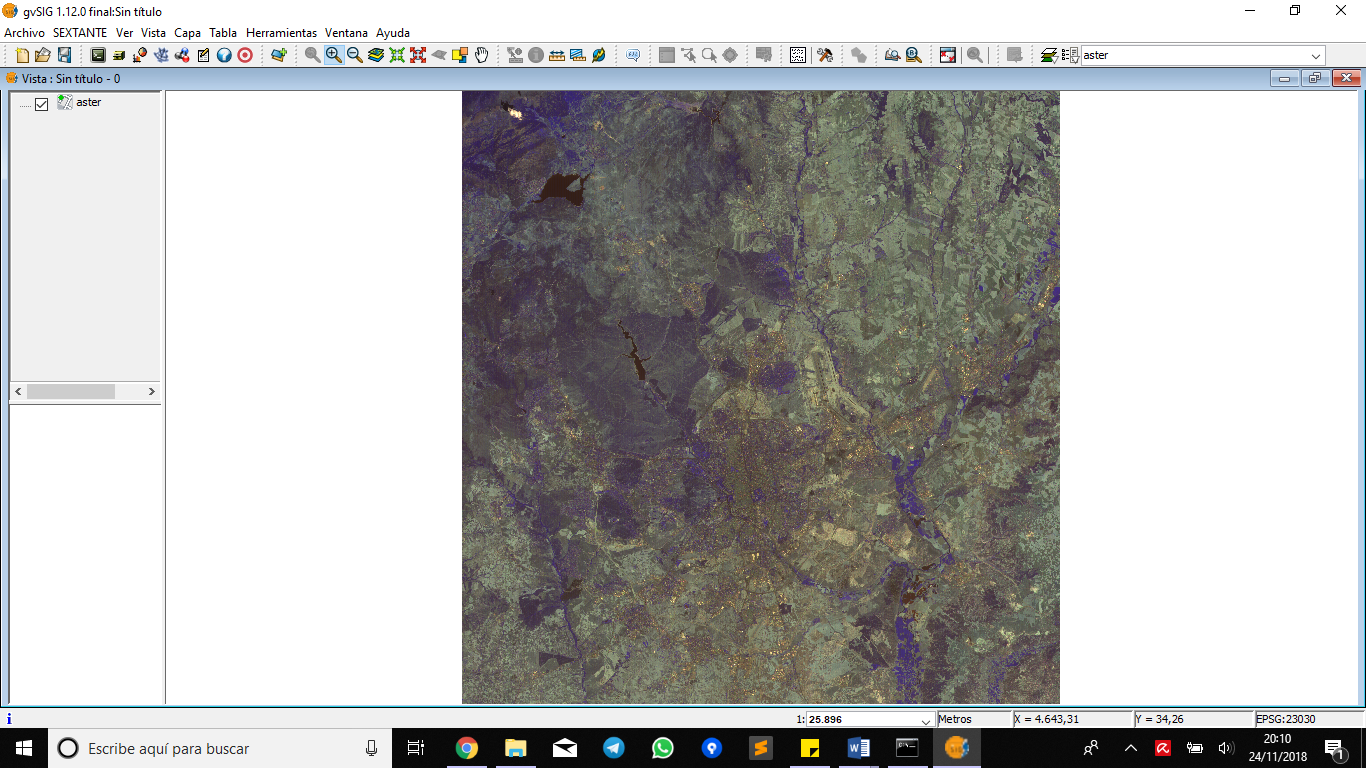 gvSIG 1.12.0 final:Sin título
Archivo SEXTANTE Ver Vista Capa Tabla Herramientas Ventana Ayuda
aster
Vista : Sin título - 0
aster
1: 25.896 Metros X = 4.643,31 Y = 34,26 EPSG:23030
Escribe aquí para buscar
20:10
24/11/2018
1